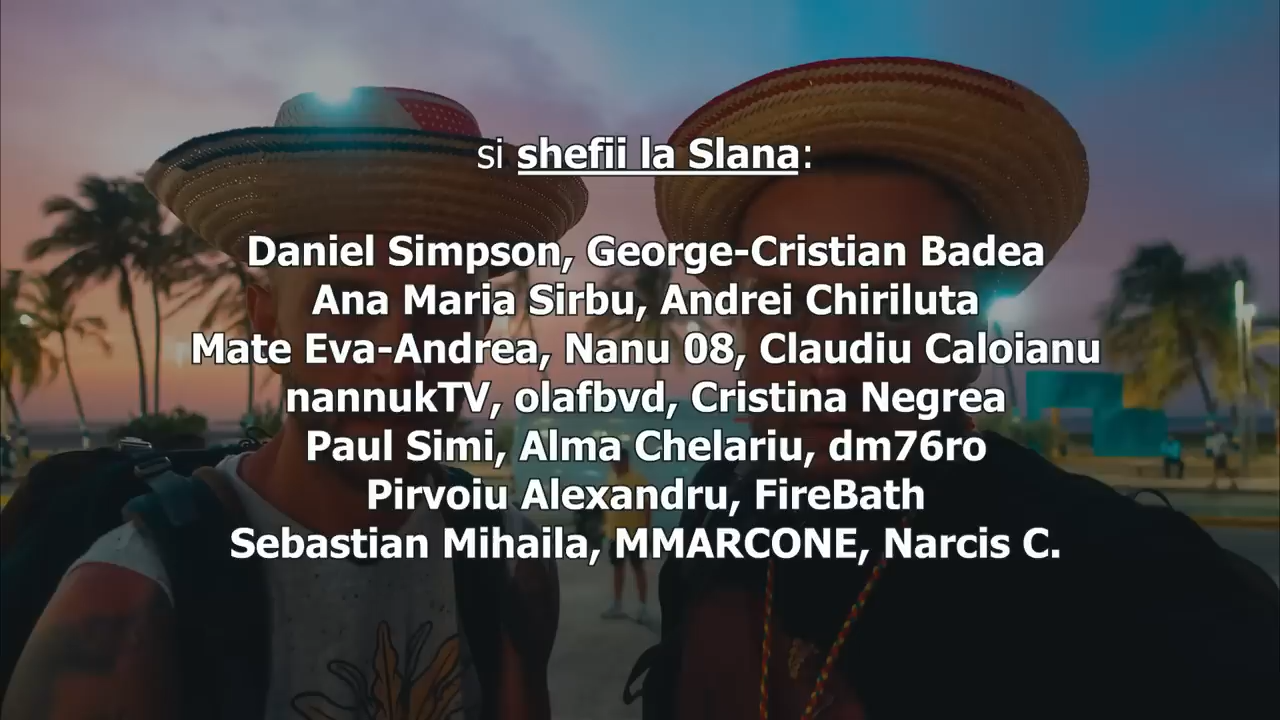 si shefii la Slana:
Daniel Simpson, George-Cristian Badea
Ana Maria Sirbu, Andrei Chiriluta
Mate Eva-Andrea, Nanu 08, Claudiu Caloianu
nannukTV, olafbvd, Cristina Negrea
Paul Simi, Alma Chelariu, dm76ro
Pirvoiu Alexandru, FireBath
Sebastian Mihaila, MMARCONE, Narcis C.